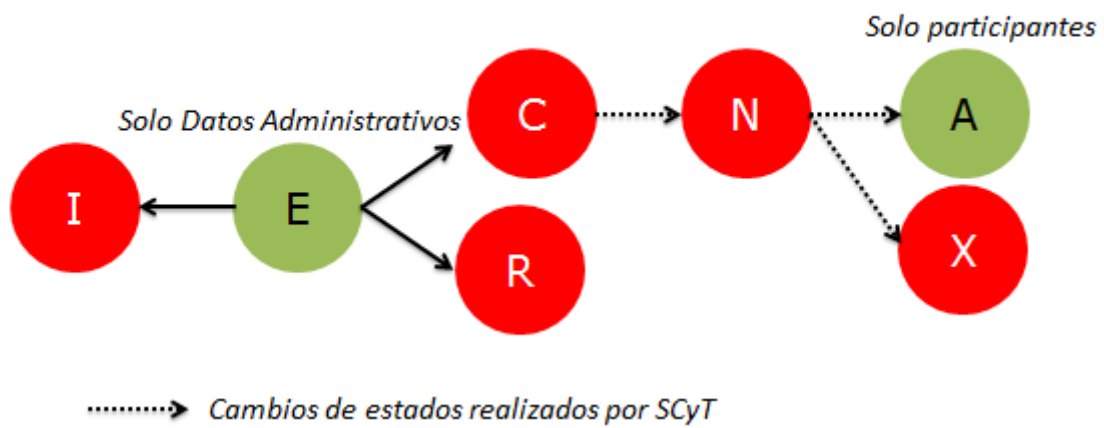 Solo participantes
Solo Datos Administrativos
C
N
A
I
E
R
X
Cambios de estados realizados por SCyT